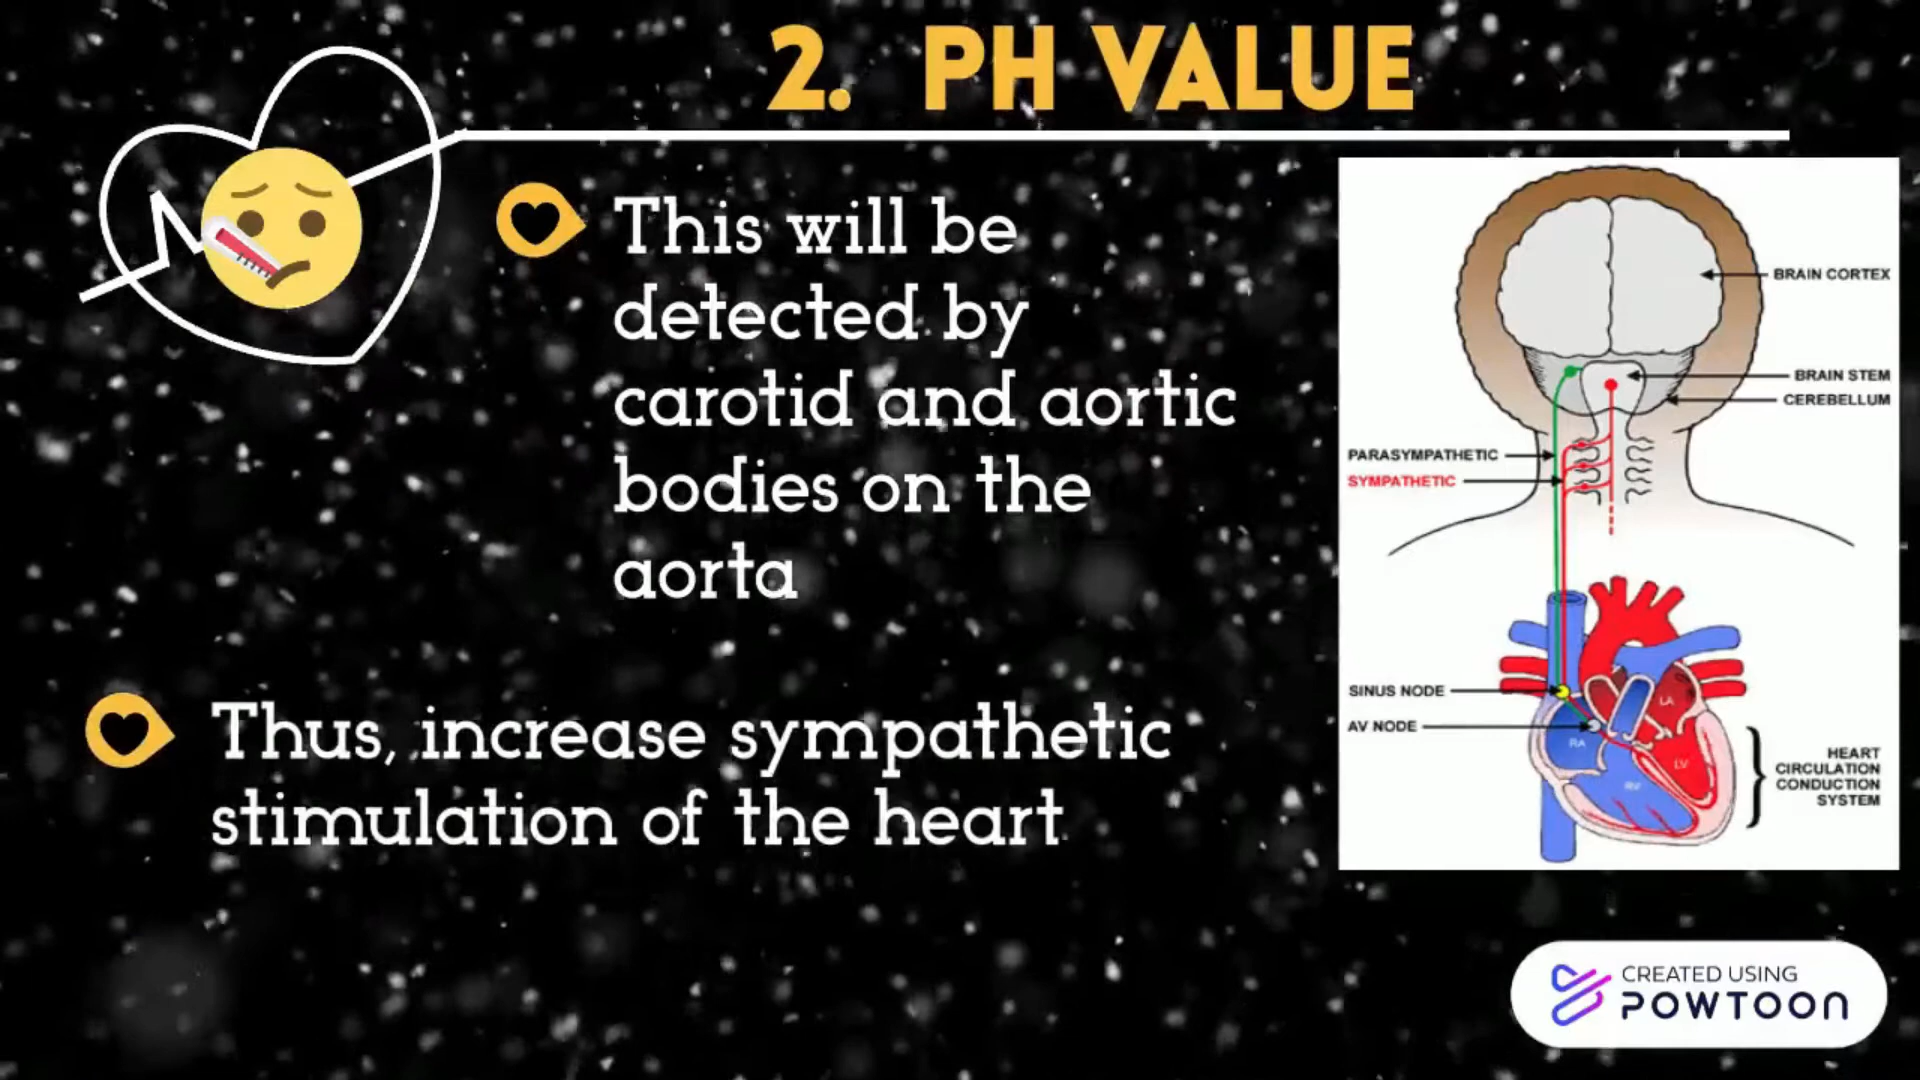 2. PH VALUE
This will be
detected by
carotid and aortic
bodies on the
aorta
Thus, increase sympathetic
stimulation of the heart
BRAIN CORTEX
BRAIN STEM
CEREBELLUM
PARASYMPATHETIC
SYMPATHETIC
SINUS NODE
AV NODE
LA
RA
LV
RV
HEART
CIRCULATION
CONDUCTION
SYSTEM
CREATED USING
POWTOON